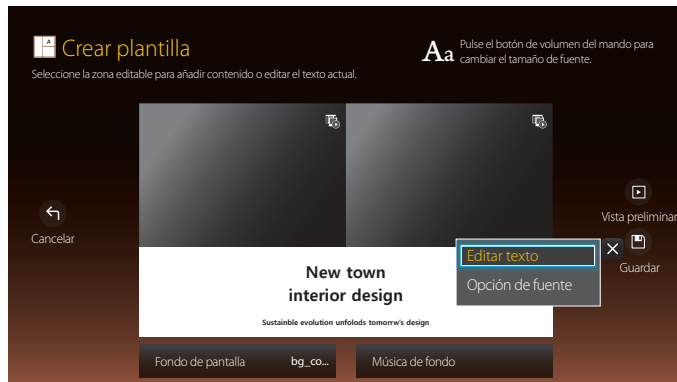 Crear plantilla
Seleccione la zona editable para añadir contenido o editar el texto actual.
Aa
Pulse el botón de volumen del mando para
cambiar el tamaño de fuente.
Cancelar
Vista preliminar
Guardar
Editar texto
Opción de fuente
New town
interior design
Sustainble evolution unfolods tomorrw's design
Fondo de pantalla bg_co...
Música de fondo